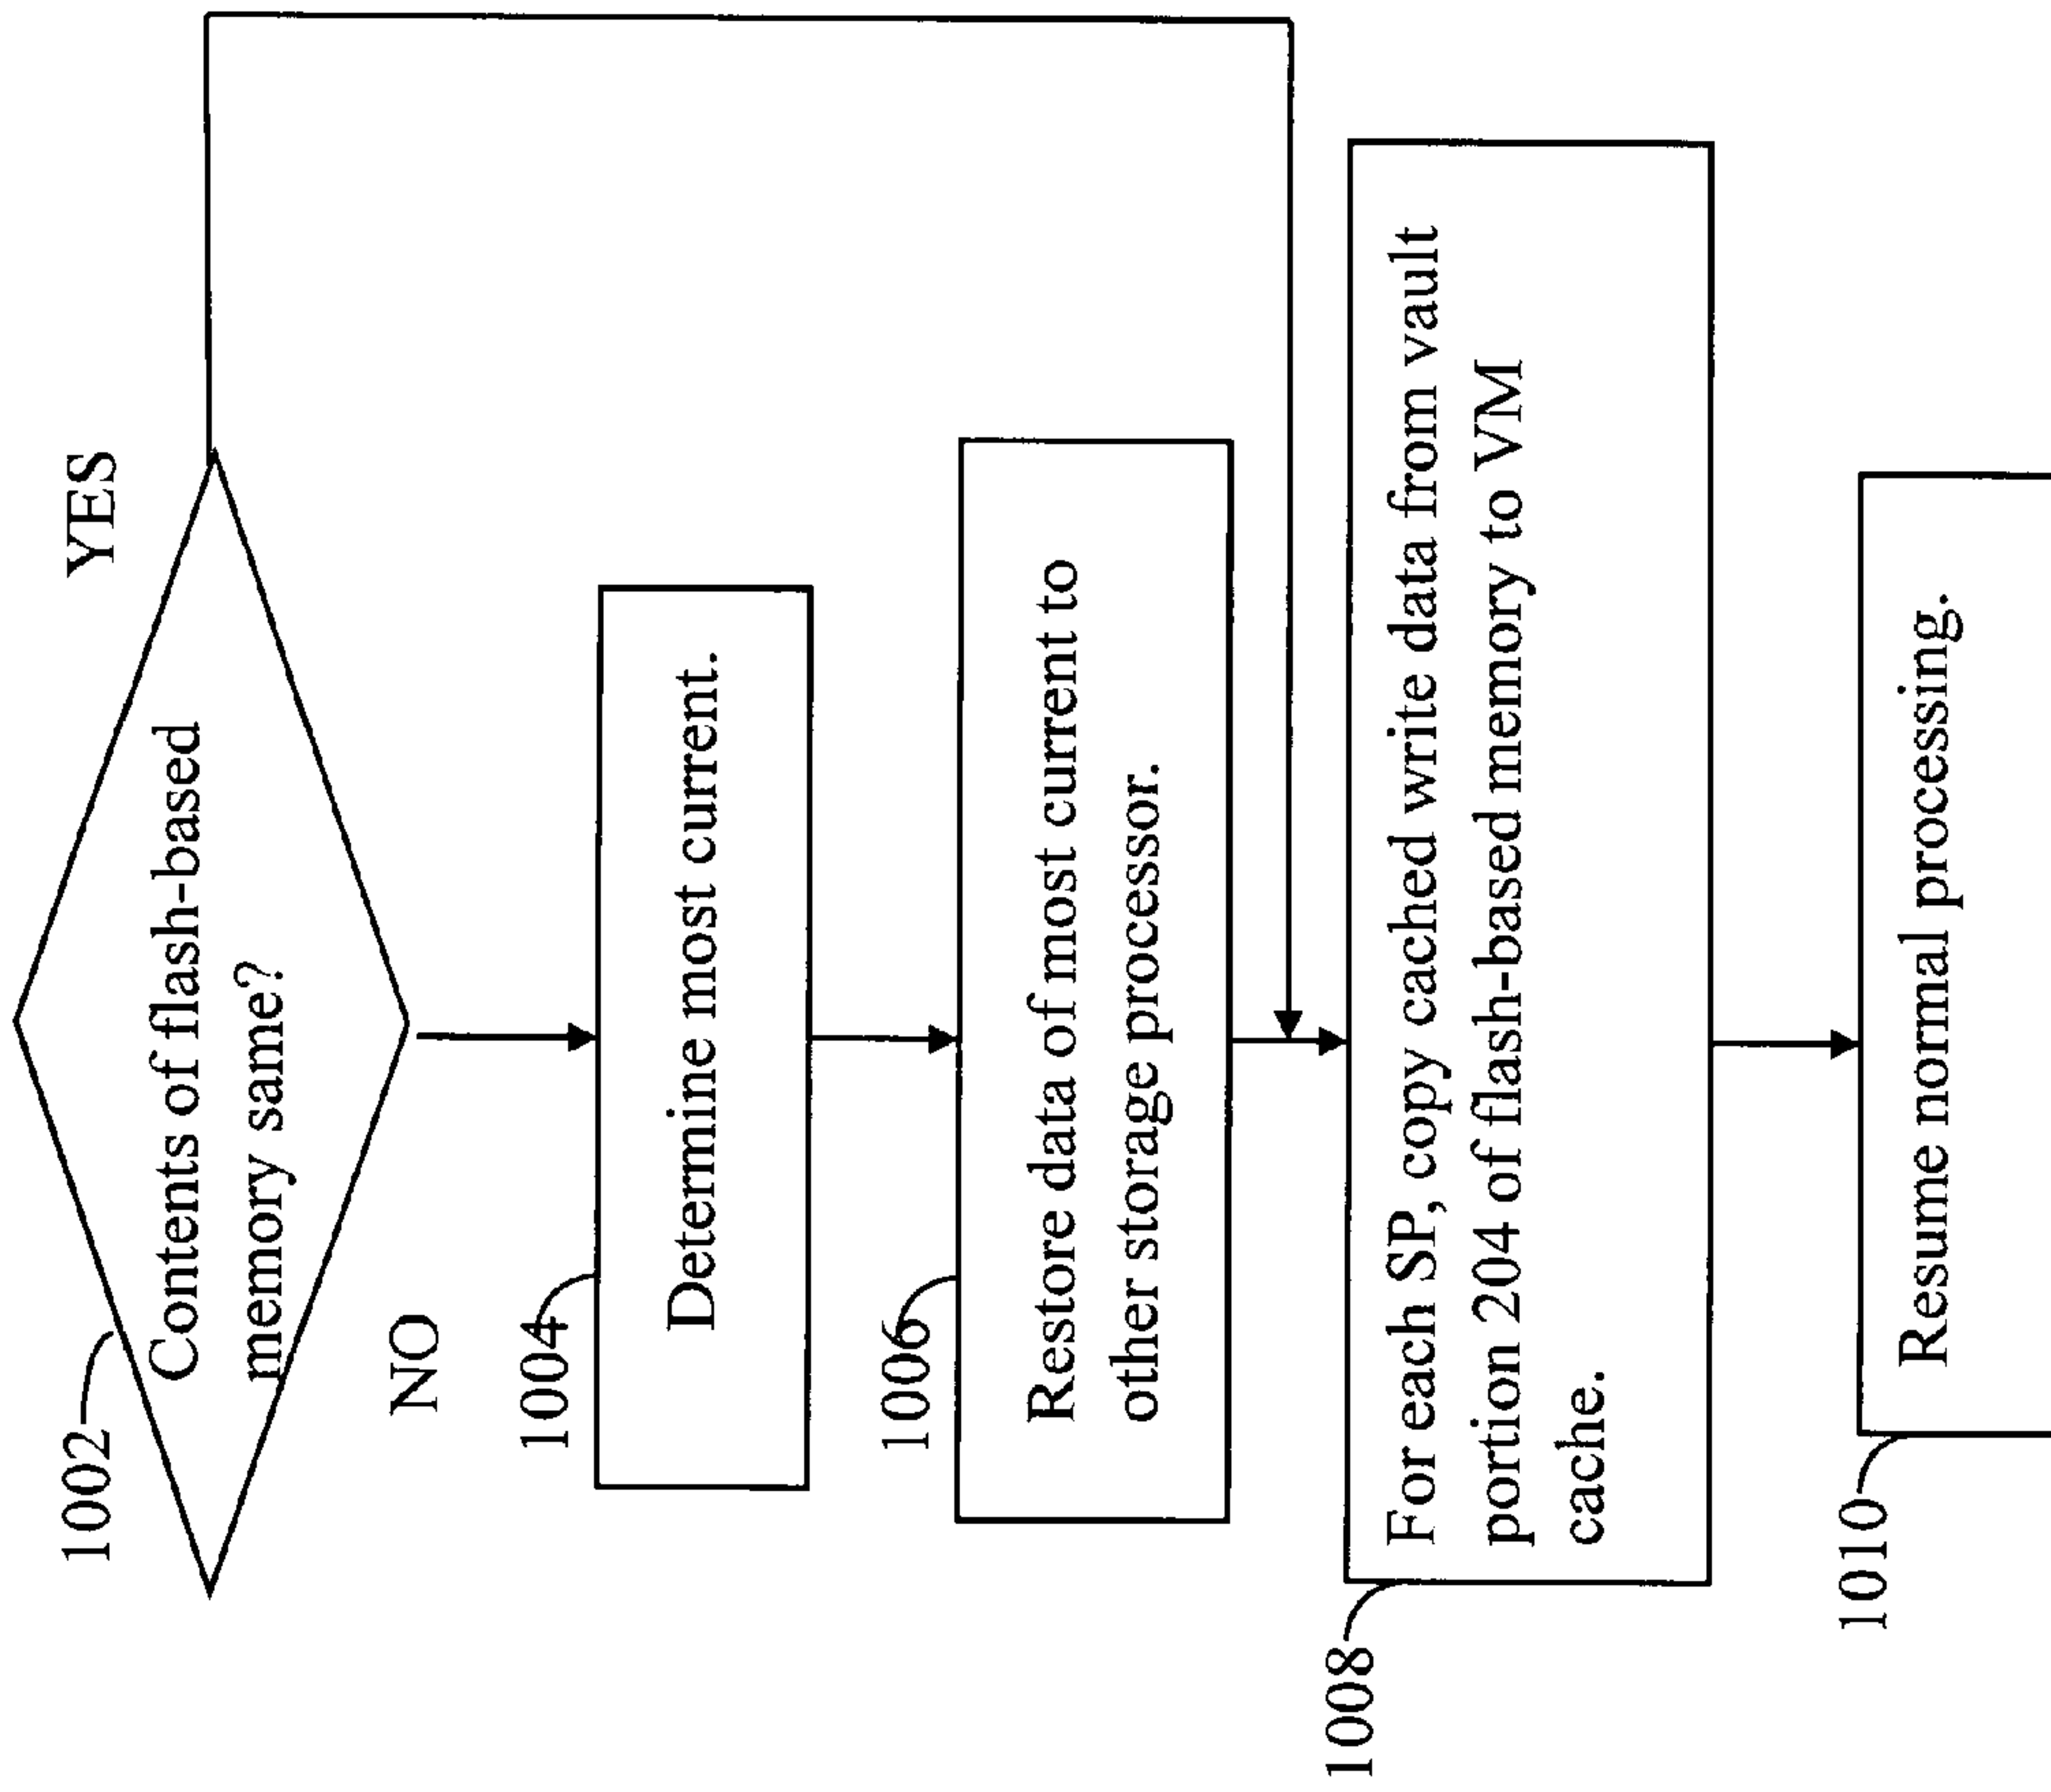 1002
YES
Contents of flash-based
memory same?
NO
1004
Determine most current.
1006
Restore data of most current to
other storage processor.
1008
For each SP, copy cached write data from vault
portion 204 of flash-based memory to VM
cache.
1010
Resume normal processing.